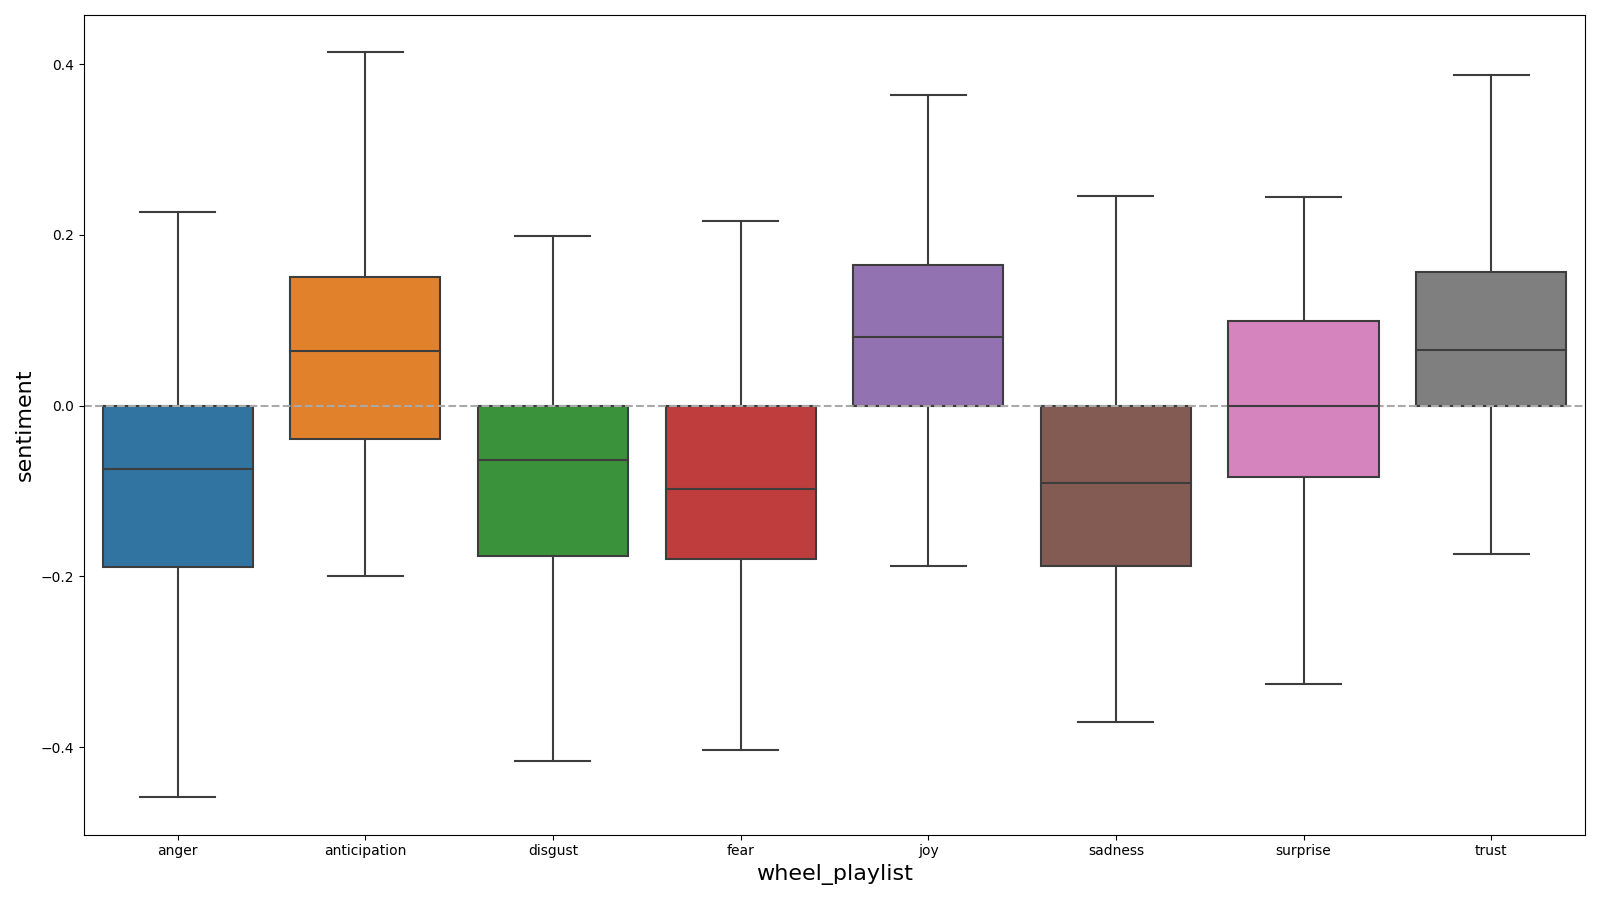 sentiment
0.4
0.2
0.0
−0.2
−0.4
anger anticipation disgust fear joy sadness surprise trust
wheel_playlist